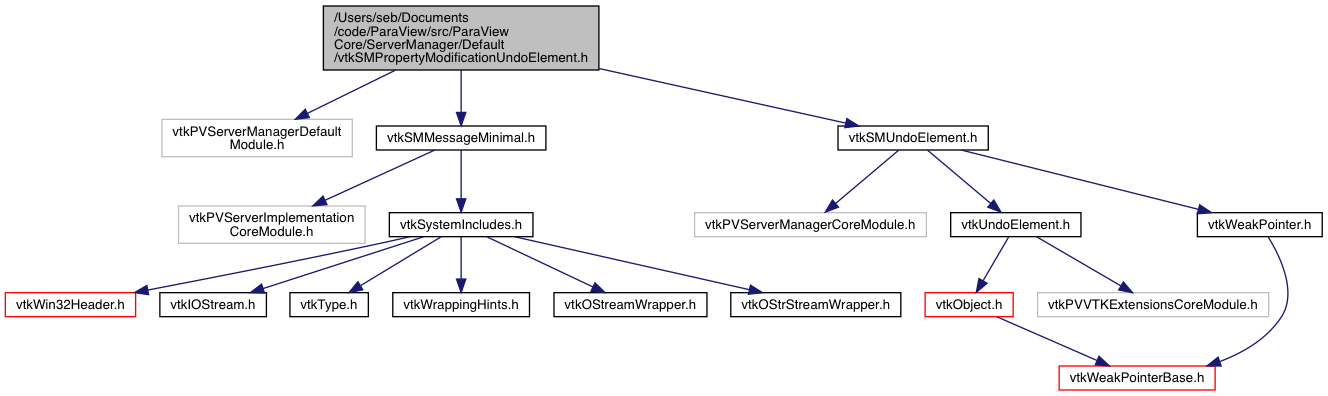 /Users/seb/Documents
/code/ParaView/src/ParaView
Core/ServerManager/Default
/vtkSMPropertyModificationUndoElement.h
vtkPVServerManagerDefault
Module.h
vtkSMMessageMinimal.h
vtkSMUndoElement.h
vtkPVServerImplementation
CoreModule.h
vtkSystemIncludes.h
vtkPVServerManagerCoreModule.h
vtkUndoElement.h
vtkWeakPointer.h
vtkWin32Header.h
vtkIOStream.h
vtkType.h
vtkWrappingHints.h
vtkOStreamWrapper.h
vtkOStrStreamWrapper.h
vtkObject.h
vtkPVVTKExtensionsCoreModule.h
vtkWeakPointerBase.h